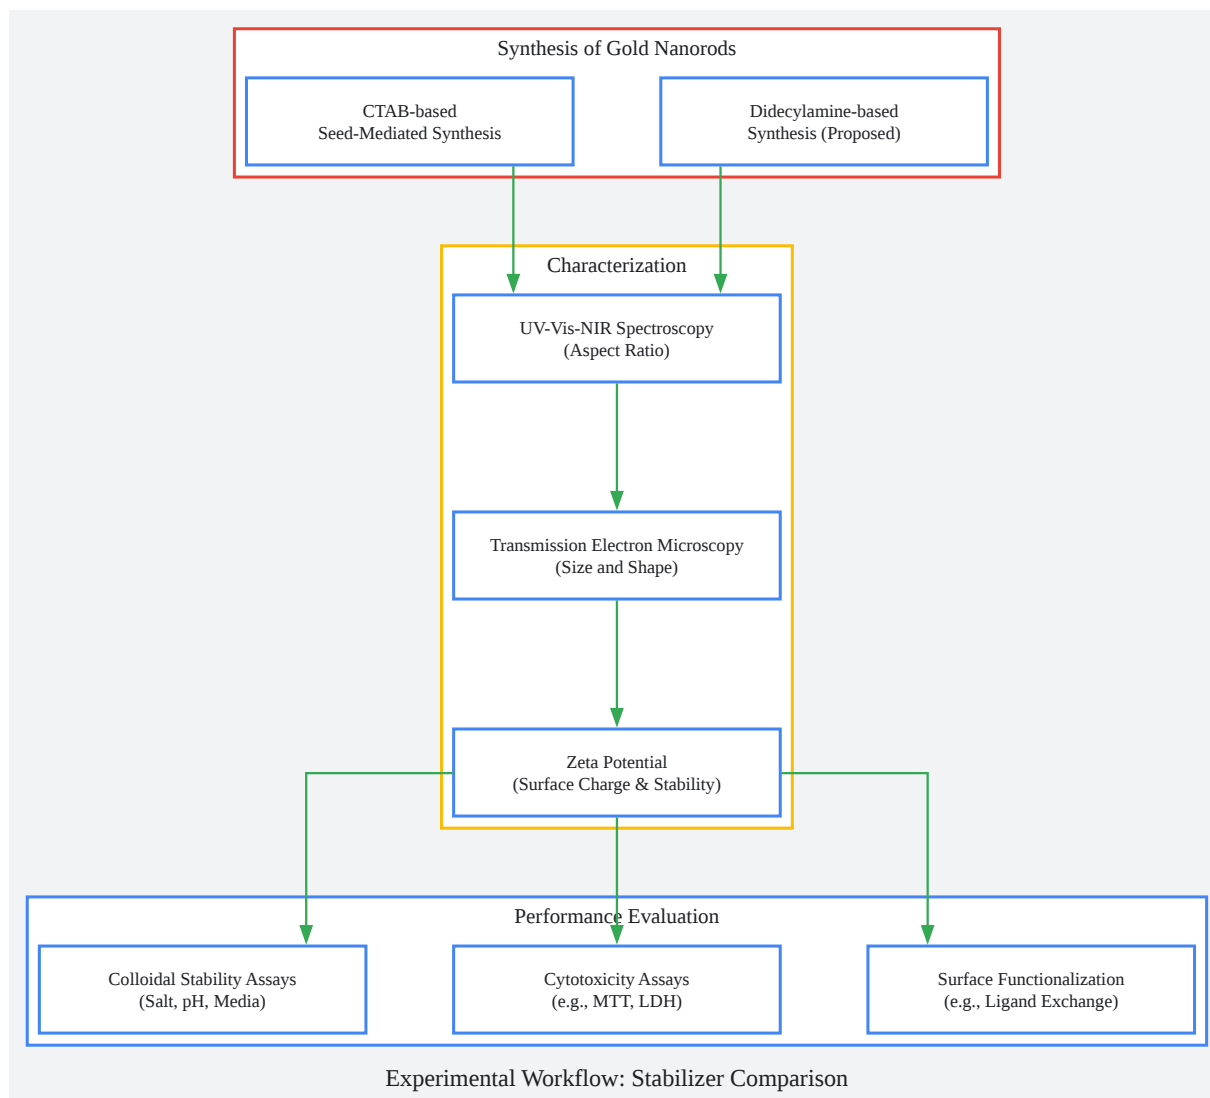 Synthesis of Gold Nanorods
CTAB-based
Seed-Mediated Synthesis
Didecylamine-based
Synthesis (Proposed)
Characterization
UV-Vis-NIR Spectroscopy
(Aspect Ratio)
Transmission Electron Microscopy
(Size and Shape)
Zeta Potential
(Surface Charge & Stability)
Performance Evaluation
Colloidal Stability Assays
(Salt, pH, Media)
Cytotoxicity Assays
(e.g., MTT, LDH)
Surface Functionalization
(e.g., Ligand Exchange)
Experimental Workflow: Stabilizer Comparison